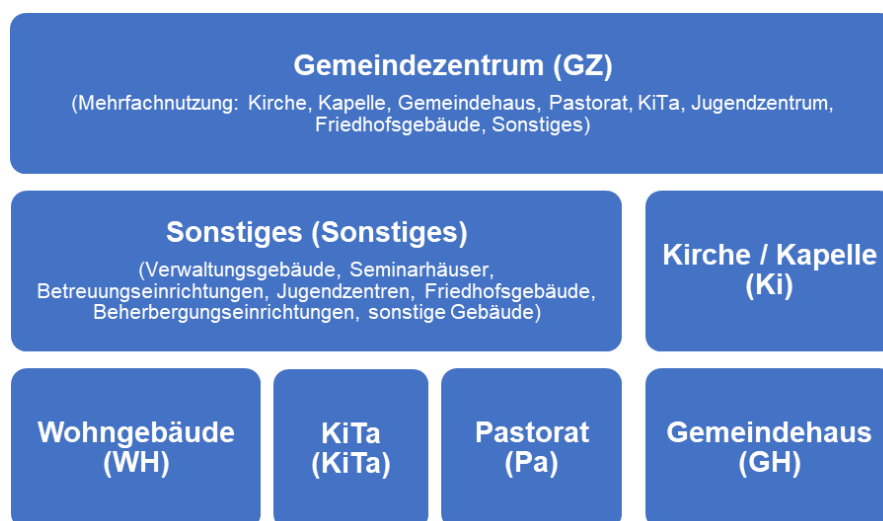 Gemeindezentrum (GZ)
(Mehrfachnutzung: Kirche, Kapelle, Gemeindehaus, Pastorat, KiTa, Jugendzentrum,
Friedhofsgebäude, Sonstiges)
Sonstiges (Sonstiges)
(Verwaltungsgebäude, Seminarhäuser,
Betreuungseinrichtungen, Jugendzentren, Friedhofsgebäude,
Beherbergungseinrichtungen, sonstige Gebäude)
Kirche / Kapelle
(Ki)
Wohngebäude
(WH)
KiTa
(KiTa)
Pastorat
(Pa)
Gemeindehaus
(GH)